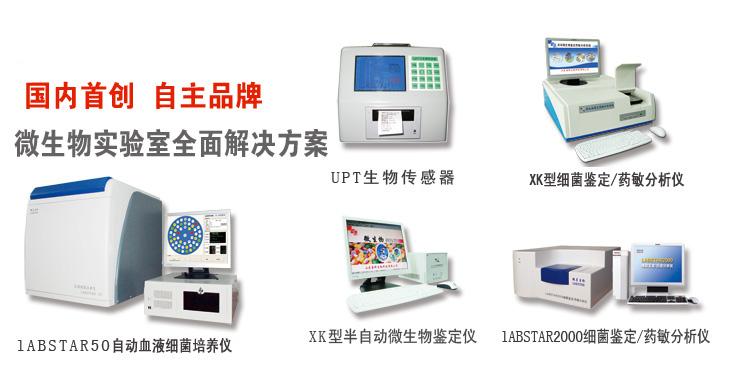 国内首创 自主品牌
微生物实验室全面解决方案
UPT生物传感器
XK型细菌鉴定/药敏分析仪
微生物
LABSTAR2000
lABSTAR50自动血液细菌培养仪
XK型半自动微生物鉴定仪
lABSTAR2000细菌鉴定/药敏分析仪